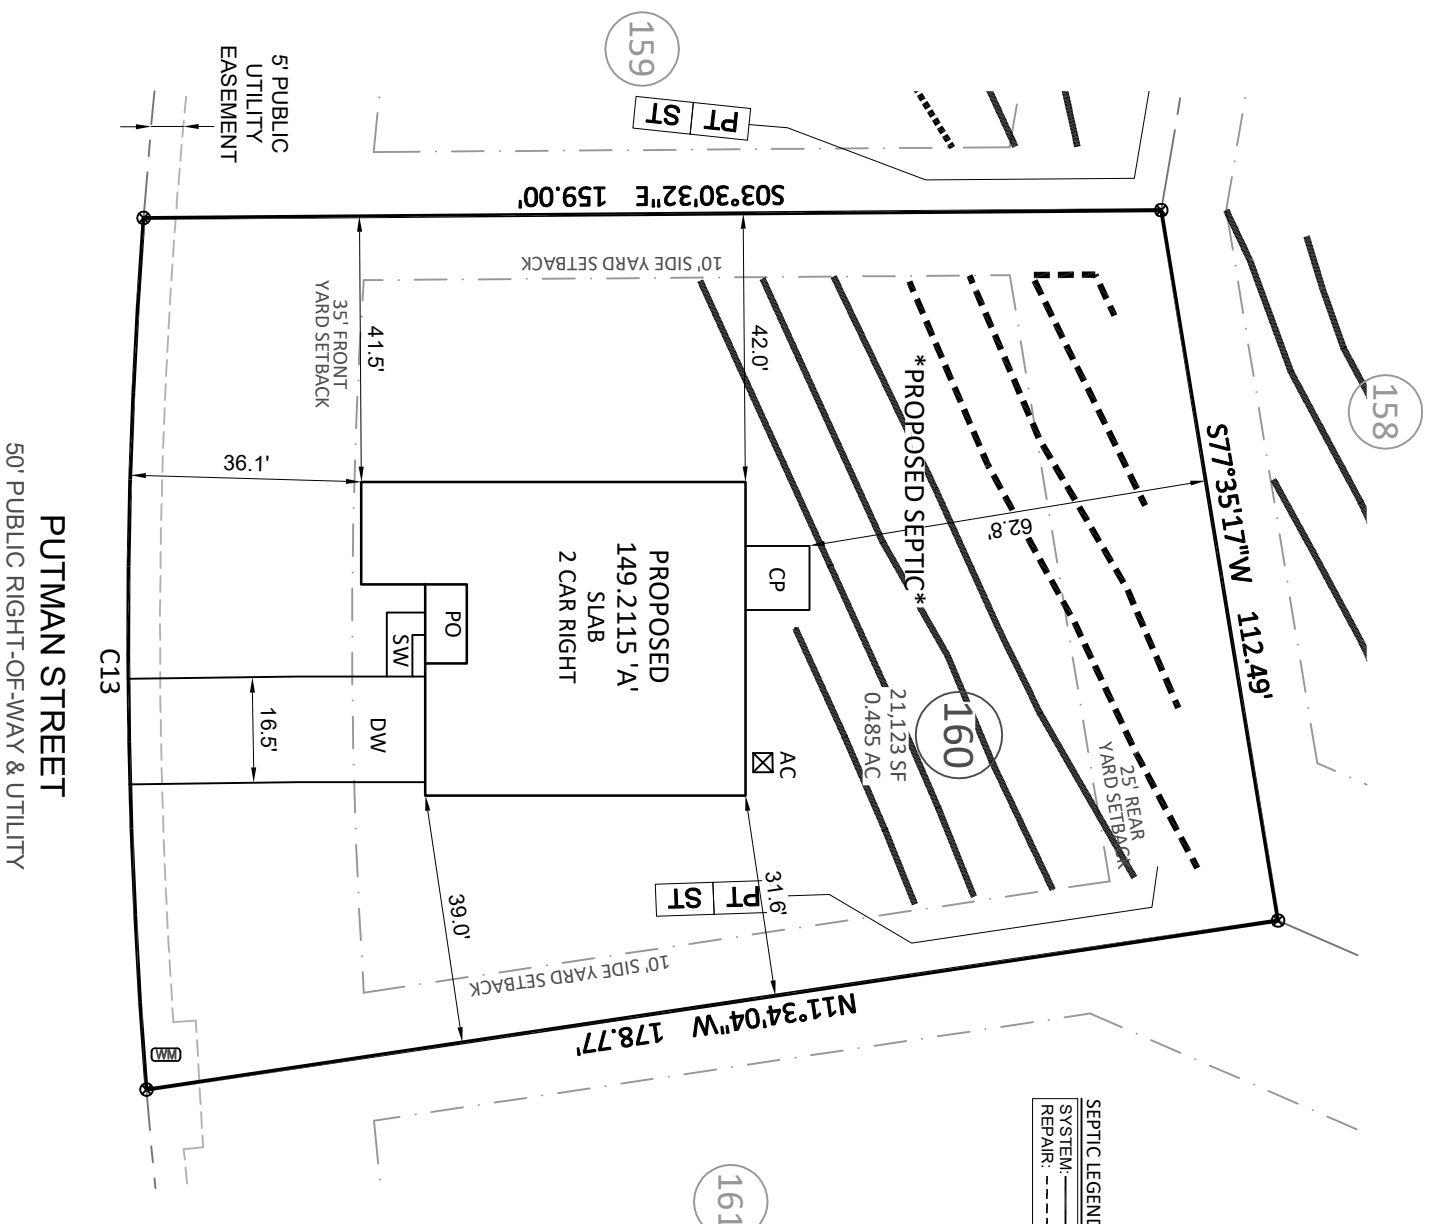 159
5' PUBLIC
UTILITY
EASEMENT
PT
ST
S03°30'32"E 159.00'
10' SIDE YARD SETBACK
35' FRONT
YARD SETBACK
41.5'
42.0'
*PROPOSED SEPTIC*
158
S77°35'17"W 112.49'
62.8'
36.1'
CP
PROPOSED
149.2115 'A'
SLAB
2 CAR RIGHT
PO
SW
C13
PUTMAN STREET
50' PUBLIC RIGHT-OF-WAY & UTILITY
16.5'
DW
AC
160
21,123 SF
0.485 AC
25' REAR
YARD SETBACK
39.0'
31.6'
PT
ST
10' SIDE YARD SETBACK
N11°34'04"W 178.77'
WM
161
SEPTIC LEGEND
SYSTEM:
REPAIR: